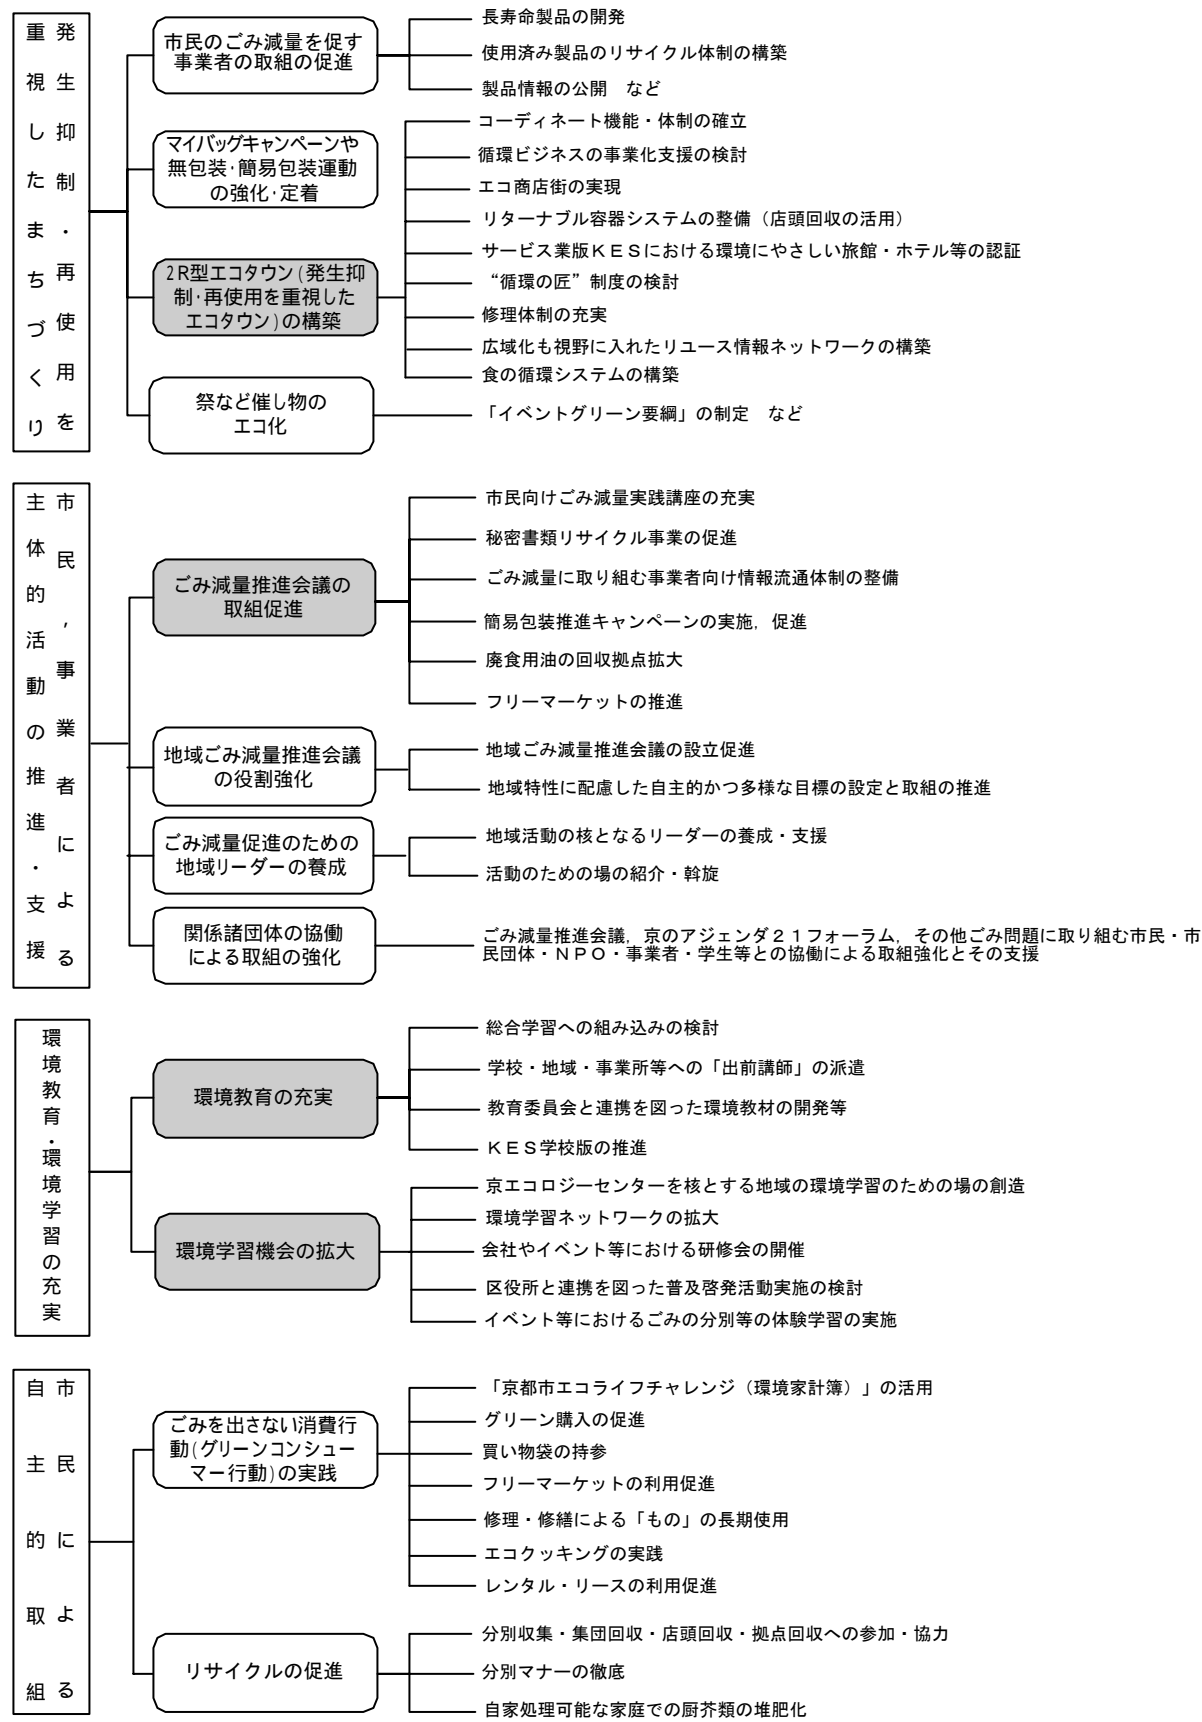 発生抑制・再使用を
重視したまちづくり
市民のごみ減量を促す
事業者の取組の促進
長寿命製品の開発
使用済み製品のリサイクル体制の構築
製品情報の公開　など
マイバッグキャンペーンや
無包装・簡易包装運動
の強化・定着
2R型エコタウン(発生抑
制・再使用を重視した
エコタウン)の構築
コーディネート機能・体制の確立
循環ビジネスの事業化支援の検討
エコ商店街の実現
リターナブル容器システムの整備（店頭回収の活用）
サービス業版ＫＥＳにおける環境にやさしい旅館・ホテル等の認証
“循環の匠”制度の検討
修理体制の充実
広域化も視野に入れたリユース情報ネットワークの構築
食の循環システムの構築
祭など催し物の
エコ化
「イベントグリーン要綱」の制定　など
市民，事業者による
主体的活動の推進・支援
ごみ減量推進会議の
取組促進
市民向けごみ減量実践講座の充実
秘密書類リサイクル事業の促進
ごみ減量に取り組む事業者向け情報流通体制の整備
簡易包装推進キャンペーンの実施，促進
廃食用油の回収拠点拡大
フリーマーケットの推進
地域ごみ減量推進会議
の役割強化
地域ごみ減量推進会議の設立促進
地域特性に配慮した自主的かつ多様な目標の設定と取組の推進
ごみ減量促進のための
地域リーダーの養成
地域活動の核となるリーダーの養成・支援
活動のための場の紹介・斡旋
関係諸団体の協働
による取組の強化
ごみ減量推進会議，京のアジェンダ２１フォーラム，その他ごみ問題に取り組む市民・市
民団体・ＮＰＯ・事業者・学生等との協働による取組強化とその支援
環境教育・環境学習の充実
環境教育の充実
総合学習への組み込みの検討
学校・地域・事業所等への「出前講師」の派遣
教育委員会と連携を図った環境教材の開発等
ＫＥＳ学校版の推進
環境学習機会の拡大
京エコロジーセンターを核とする地域の環境学習のための場の創造
環境学習ネットワークの拡大
会社やイベント等における研修会の開催
区役所と連携を図った普及啓発活動実施の検討
イベント等におけるごみの分別等の体験学習の実施
市民による
自主的取組
ごみを出さない消費行
動(グリーンコンシュー
マー行動)の実践
「京都市エコライフチャレンジ（環境家計簿）」の活用
グリーン購入の促進
買い物袋の持参
フリーマーケットの利用促進
修理・修繕による「もの」の長期使用
エコクッキングの実践
レンタル・リースの利用促進
リサイクルの促進
分別収集・集団回収・店頭回収・拠点回収への参加・協力
分別マナーの徹底
自家処理可能な家庭での厨芥類の堆肥化